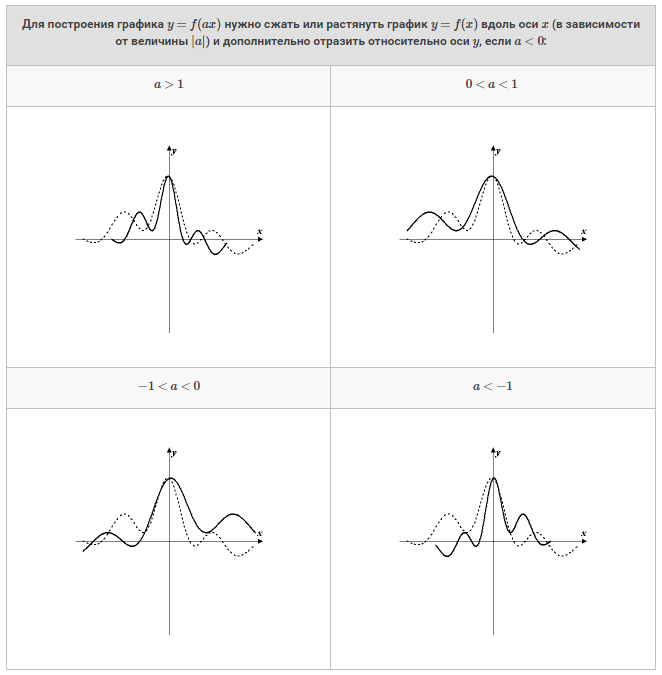 Для построения графика y = f(ax) нужно сжать или растянуть график y = f(x) вдоль оси x (в зависимости
от величины |a|) и дополнительно отразить относительно оси y, если a < 0:
a > 1
0 < a < 1
y
x
y
x
−1 < a < 0
a < −1
y
x
y
x